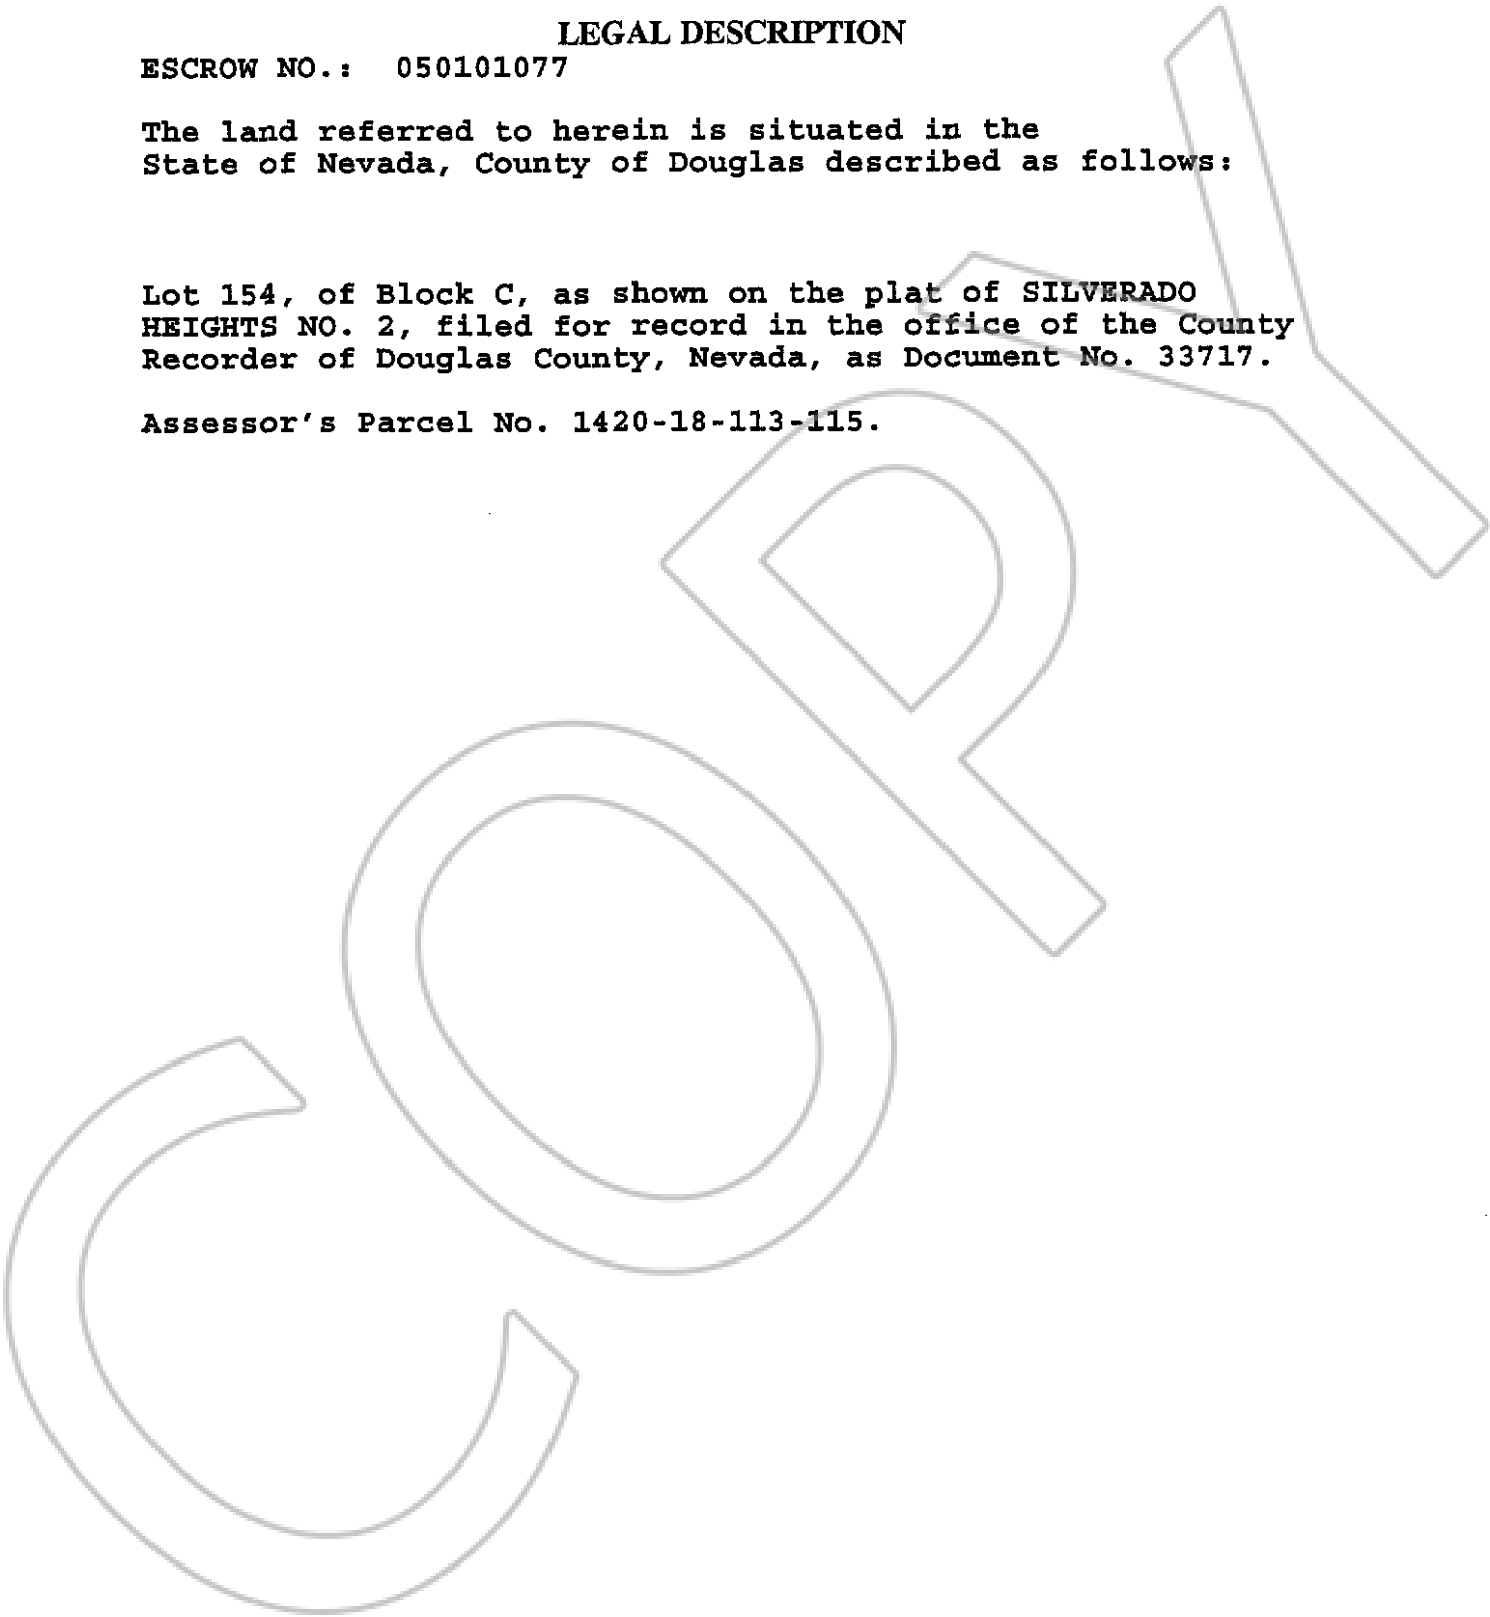 LEGAL DESCRIPTION
ESCROW NO.: 050101077
The land referred to herein is situated in the
State of Nevada, County of Douglas described as follows:
Lot 154, of Block C, as shown on the plat of SILVERADO
HEIGHTS NO. 2, filed for record in the office of the County
Recorder of Douglas County, Nevada, as Document No. 33717.
Assessor's Parcel No. 1420-18-113-115.
COPY